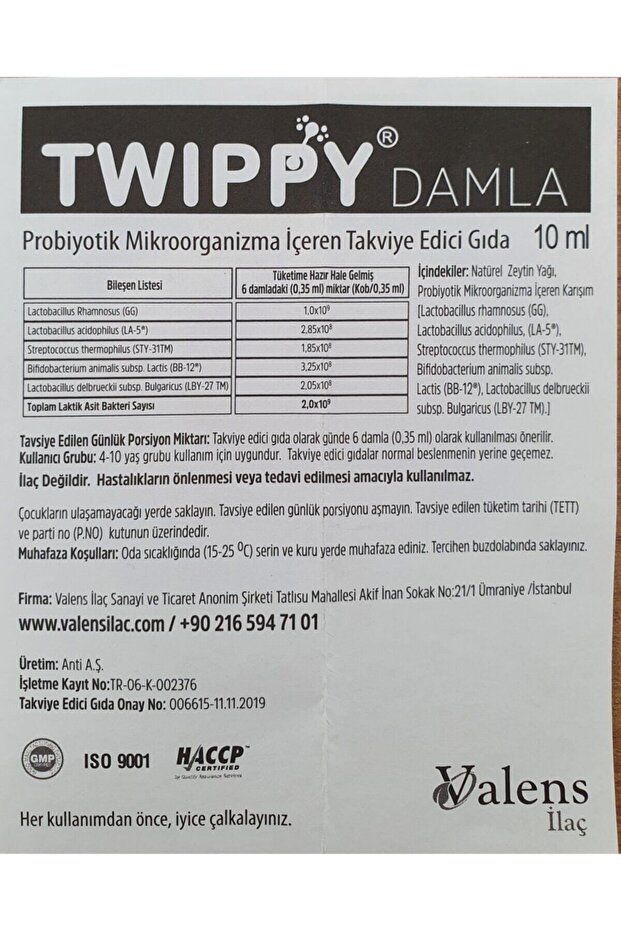 TWIPPY® DAMLA
Probiyotik Mikroorganizma İçeren Takviye Edici Gıda 10 ml
Bileşen Listesi
Tüketime Hazır Hale Gelmiş
6 damladaki (0,35 ml) miktar (Kob/0,35 ml)
Lactobacillus Rhamnosus (GG) 1,0x10⁹
Lactobacillus acidophilus (LA-5®) 2,85x10⁸
Streptococcus thermophilus (STY-31TM) 1,85x10⁸
Bifidobacterium animalis subsp. Lactis (BB-12®) 3,25x10⁸
Lactobacillus delbrueckii subsp. Bulgaricus (LBY-27 TM) 2,05x10⁸
Toplam Laktik Asit Bakteri Sayısı 2,0x10⁹
İçindekiler: Natürel Zeytin Yağı,
Probiyotik Mikroorganizma İçeren Karışım
[Lactobacillus rhamnosus (GG),
Lactobacillus acidophilus, (LA-5®),
Streptococcus thermophilus (STY-31TM),
Bifidobacterium animalis subsp.
Lactis (BB-12®), Lactobacillus delbrueckii
subsp. Bulgaricus (LBY-27 TM).]
Tavsiye Edilen Günlük Porsiyon Miktarı: Takviye edici gıda olarak günde 6 damla (0,35 ml) olarak kullanılması önerilir.
Kullanıcı Grubu: 4-10 yaş grubu kullanım için uygundur. Takviye edici gıdalar normal beslenmenin yerine geçemez.
İlaç Değildir. Hastalıkların önlenmesi veya tedavi edilmesi amacıyla kullanılmaz.
Çocukların ulaşamayacağı yerde saklayın. Tavsiye edilen günlük porsiyonu aşmayın. Tavsiye edilen tüketim tarihi (TETT)
ve parti no (P.NO) kutunun üzerindedir.
Muhafaza Koşulları: Oda sıcaklığında (15-25 ⁰C) serin ve kuru yerde muhafaza ediniz. Tercihen buzdolabında saklayınız.
Firma: Valens İlaç Sanayi ve Ticaret Anonim Şirketi Tatlısu Mahallesi Akif İnan Sokak No:21/1 Ümraniye /İstanbul
www.valensilac.com / +90 216 594 71 01
Üretim: Anti A.Ş.
İşletme Kayıt No:TR-06-K-002376
Takviye Edici Gıda Onay No: 006615-11.11.2019
GMP
ISO 9001
HACCP™
CERTIFIED
by Quality Assurance Services
Valens
İlaç
Her kullanımdan önce, iyice çalkalayınız.